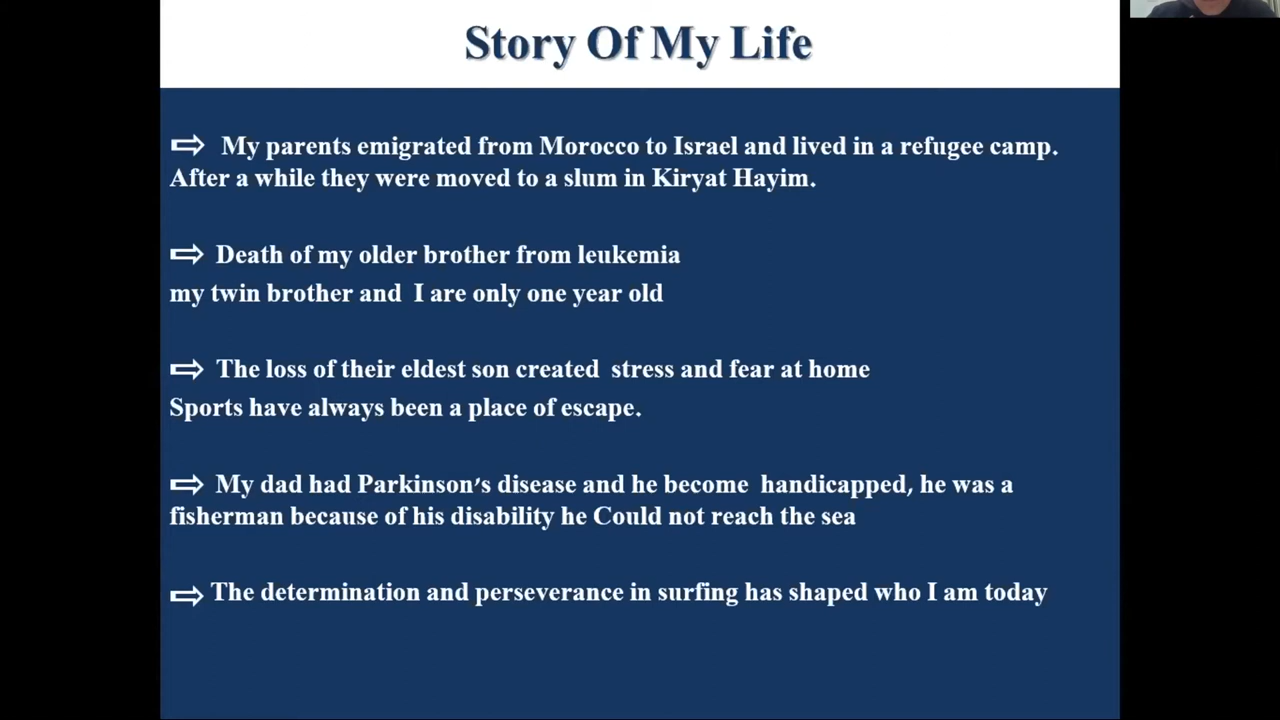 Story Of My Life
⇨ My parents emigrated from Morocco to Israel and lived in a refugee camp.
After a while they were moved to a slum in Kiryat Hayim.
⇨ Death of my older brother from leukemia
my twin brother and I are only one year old
⇨ The loss of their eldest son created stress and fear at home
Sports have always been a place of escape.
⇨ My dad had Parkinson's disease and he become handicapped, he was a
fisherman because of his disability he Could not reach the sea
⇨ The determination and perseverance in surfing has shaped who I am today